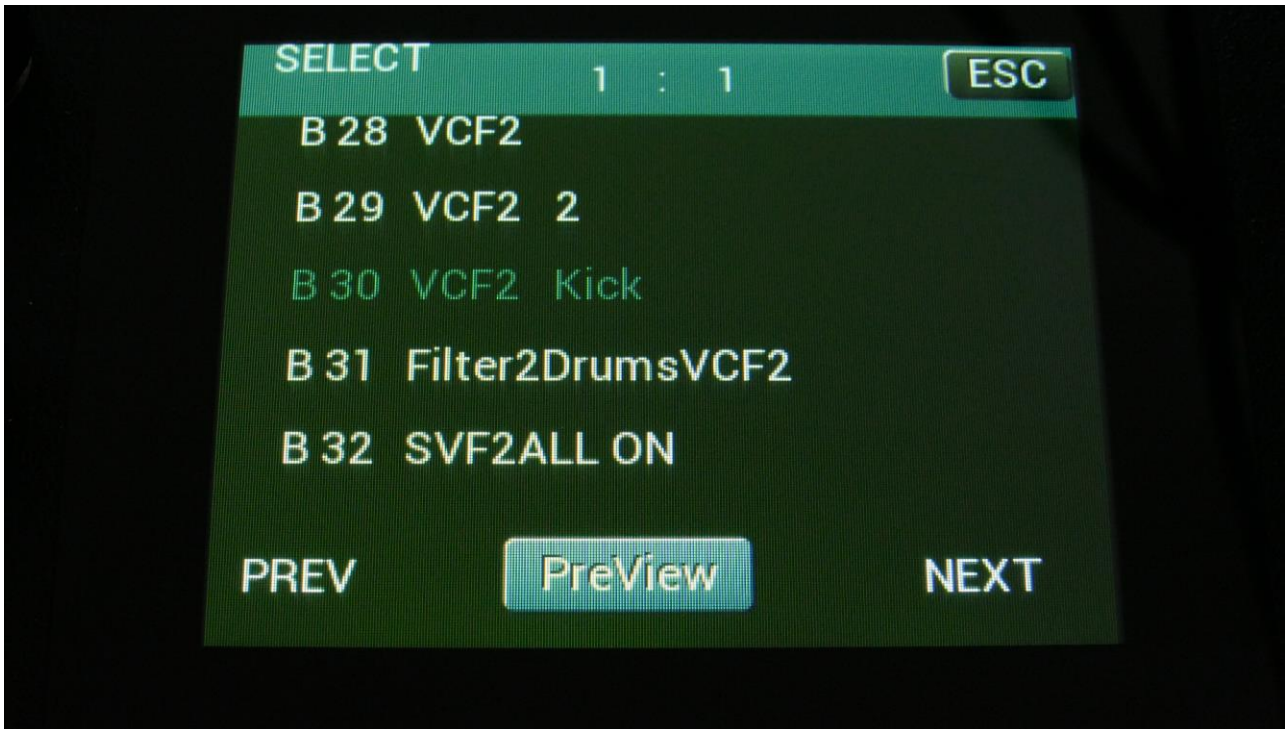 SELECT 1 : 1 ESC
B 28 VCF2
B 29 VCF2 2
B 30 VCF2 Kick
B 31 Filter2DrumsVCF2
B 32 SVF2ALL ON
PREV PreView NEXT